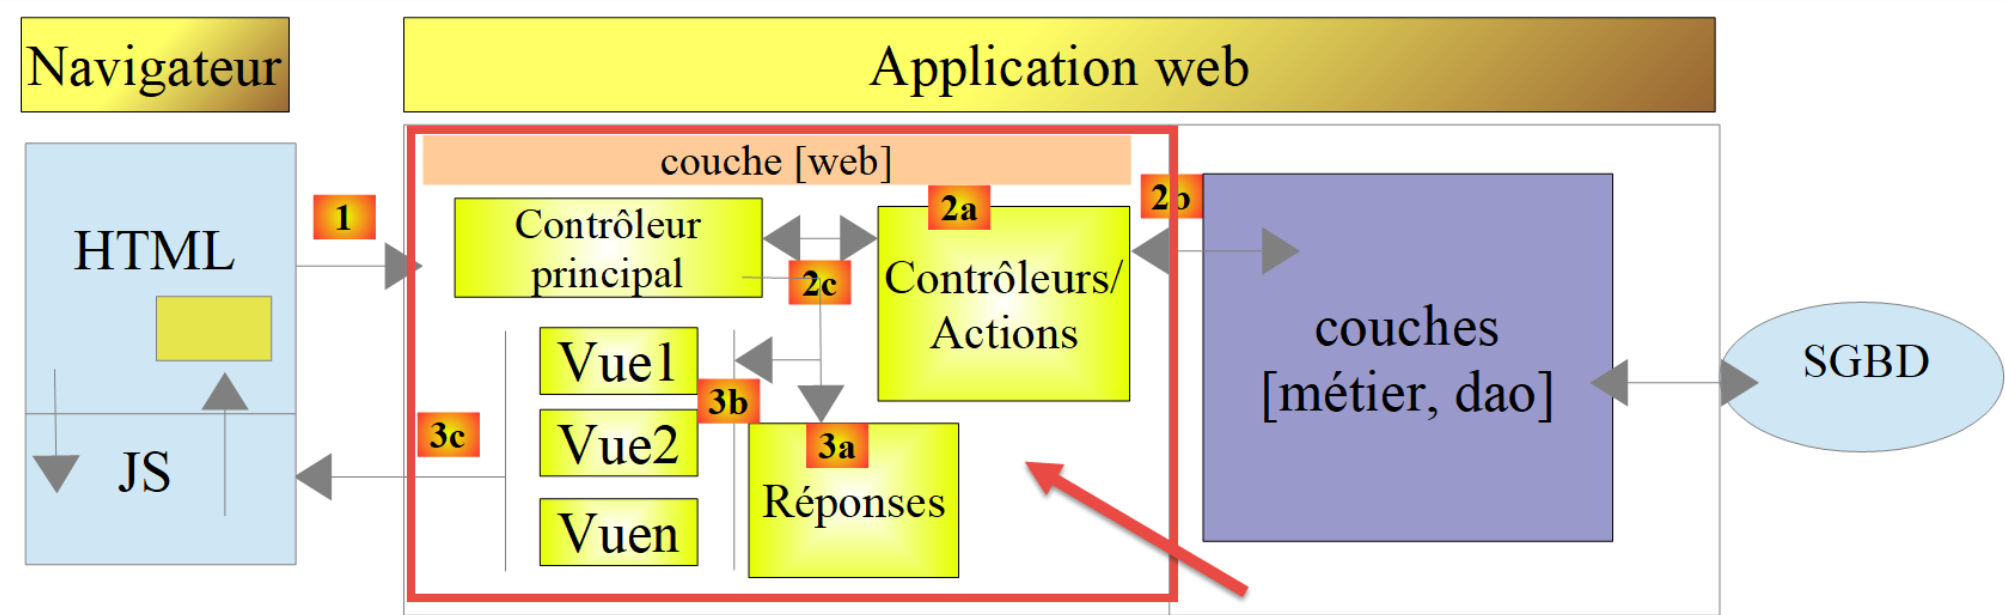 Navigateur
Application web
couche [web]
HTML
JS
1
Contrôleur
principal
2a
2b
2c
Contrôleurs/
Actions
Vue1
Vue2
Vuen
3b
3c
3a
Réponses
couches
[métier, dao]
SGBD